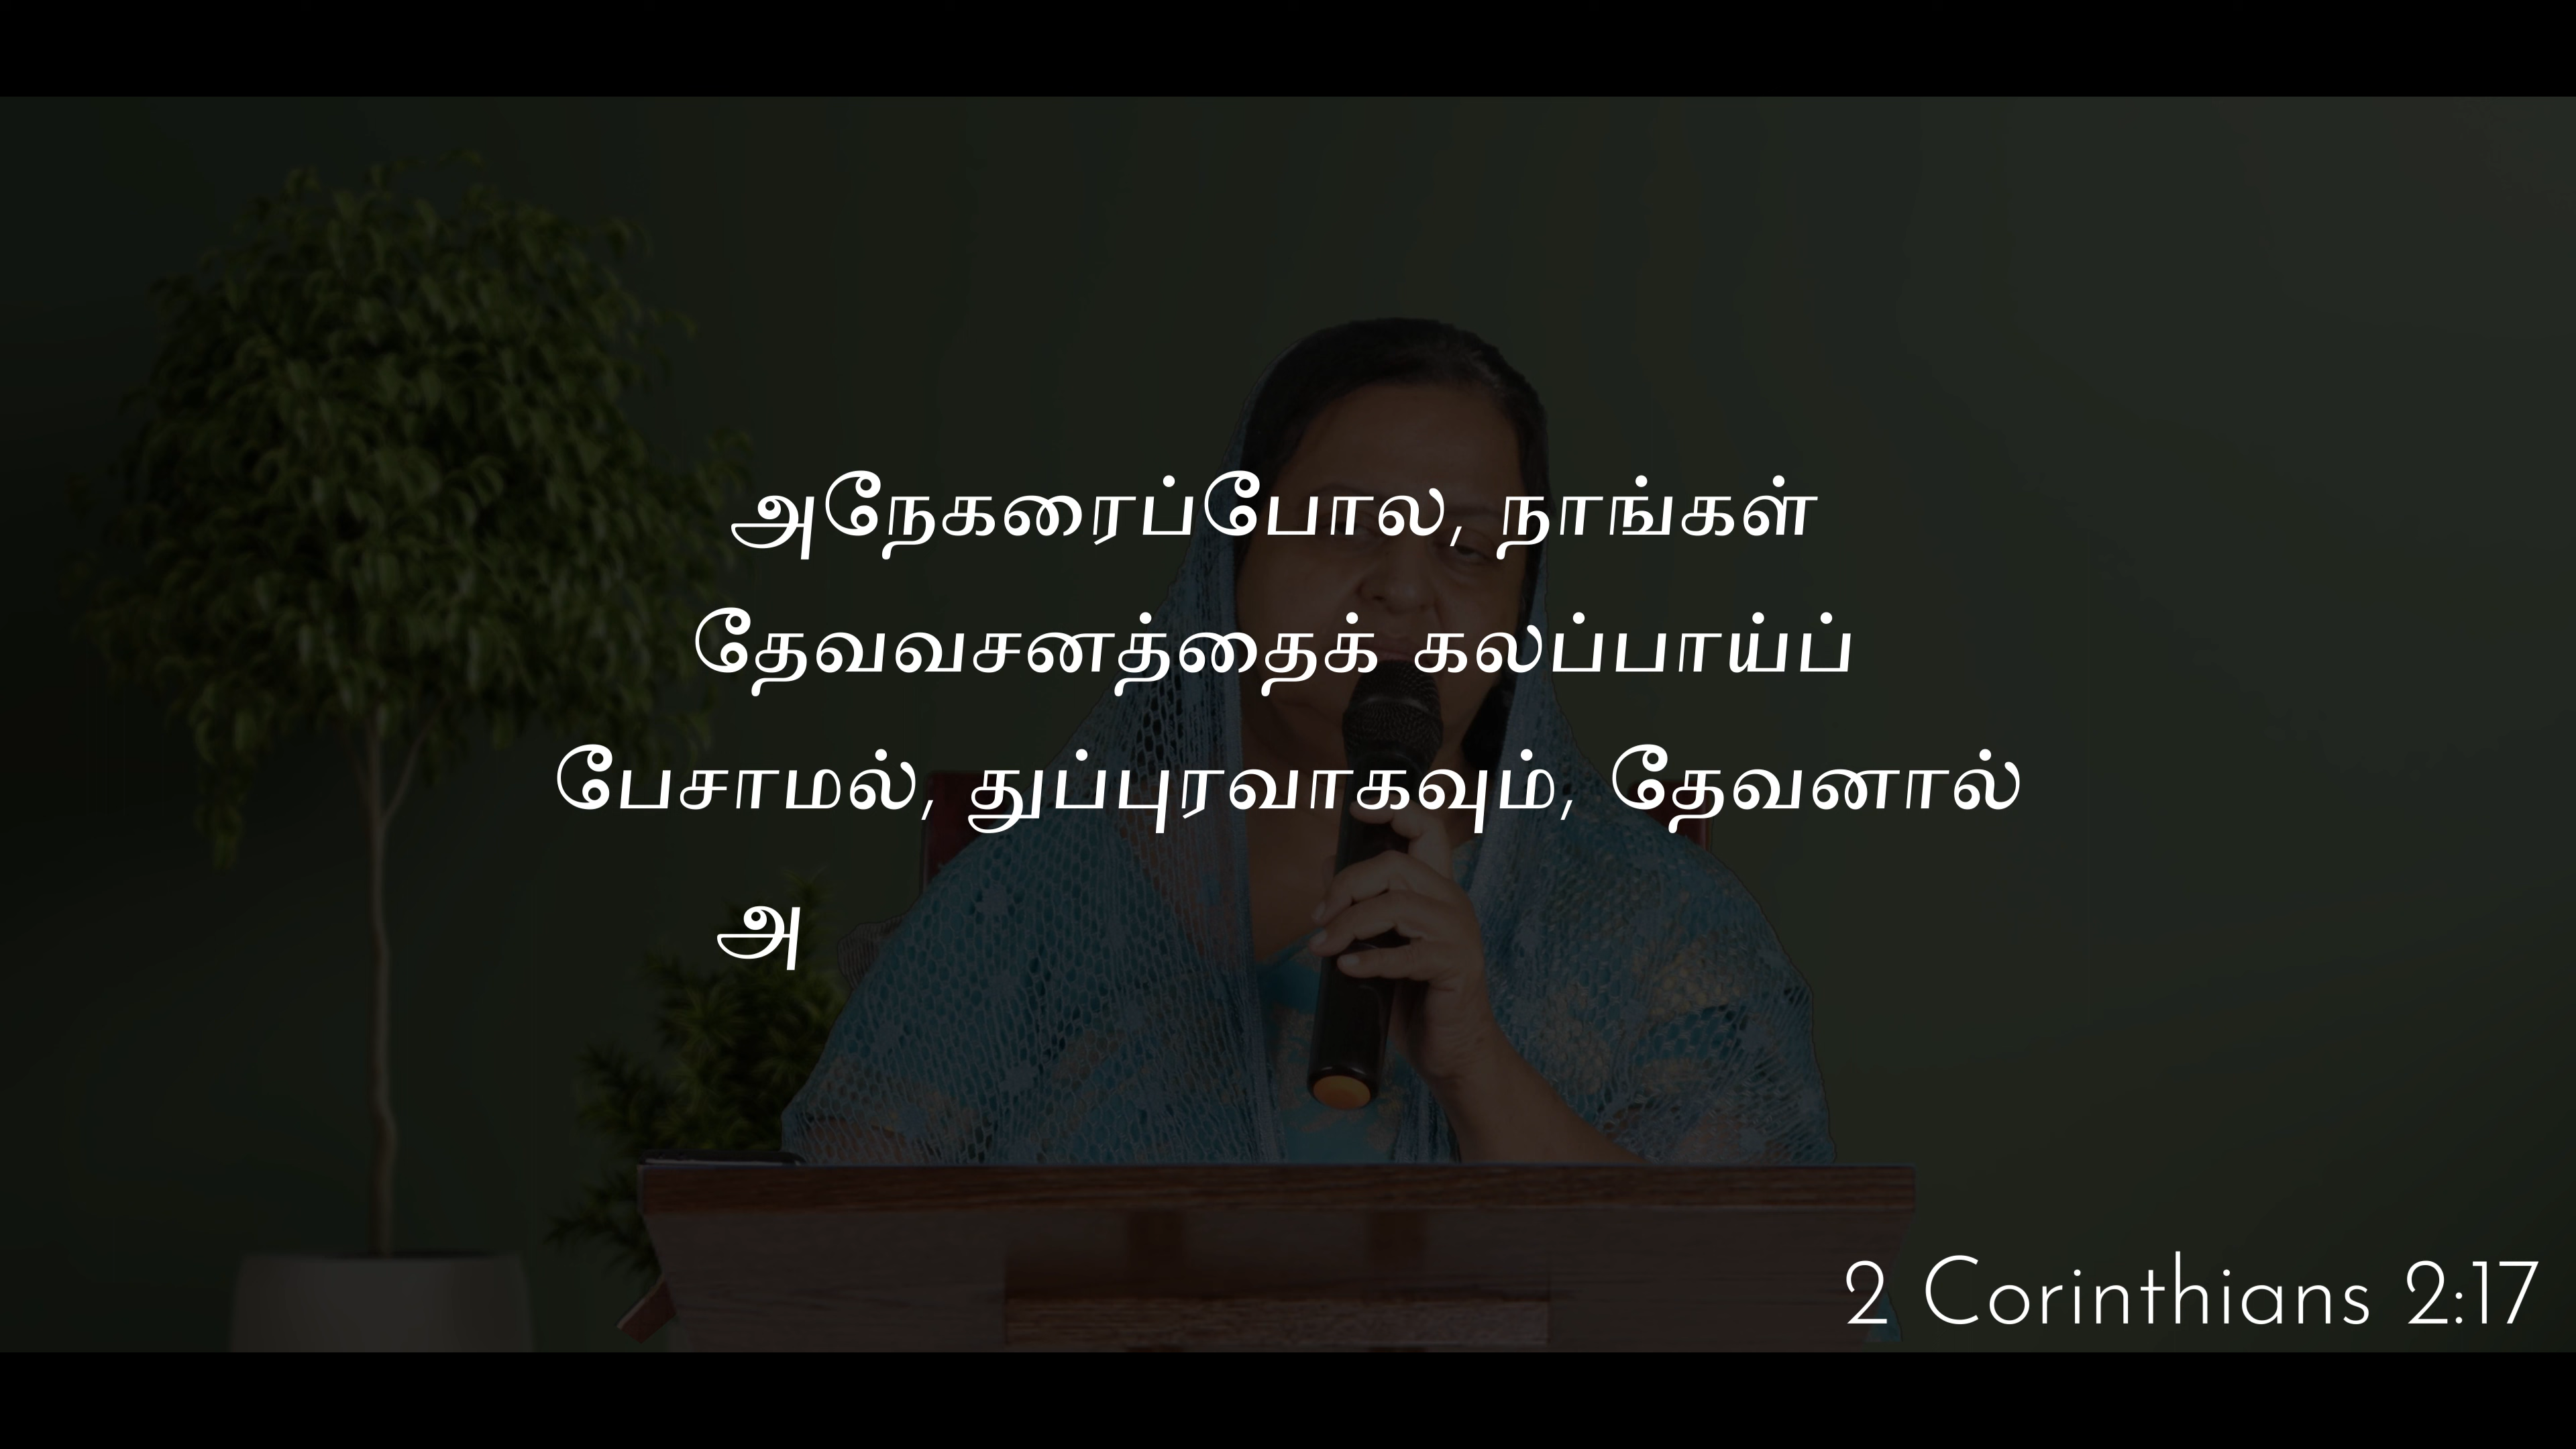 அநேகரைப்போல, நாங்கள்
தேவவசனத்தைக் கலப்பாய்ப்
பேசாமல், துப்புரவாகவும், தேவனால்
அ
2 Corinthians 2:17